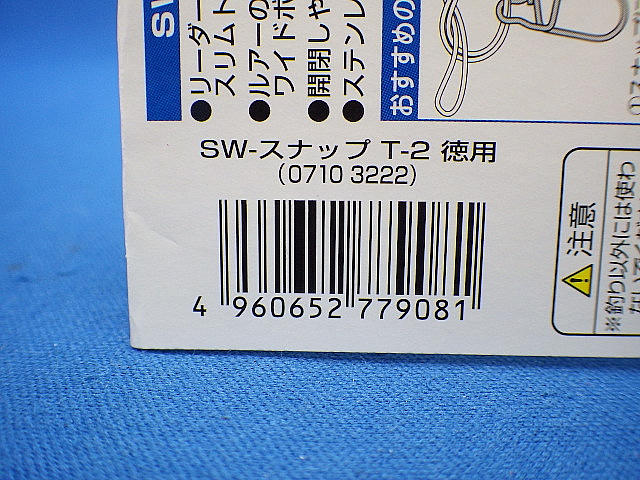 SW
●リーダー
スリムト
●ルアーの
ワイドボ
●開閉しや
●ステンレ
おすすめの
SW-スナップ T-2 徳用
(0710 3222)
4 960652 779081
注意
※釣り以外には使わ